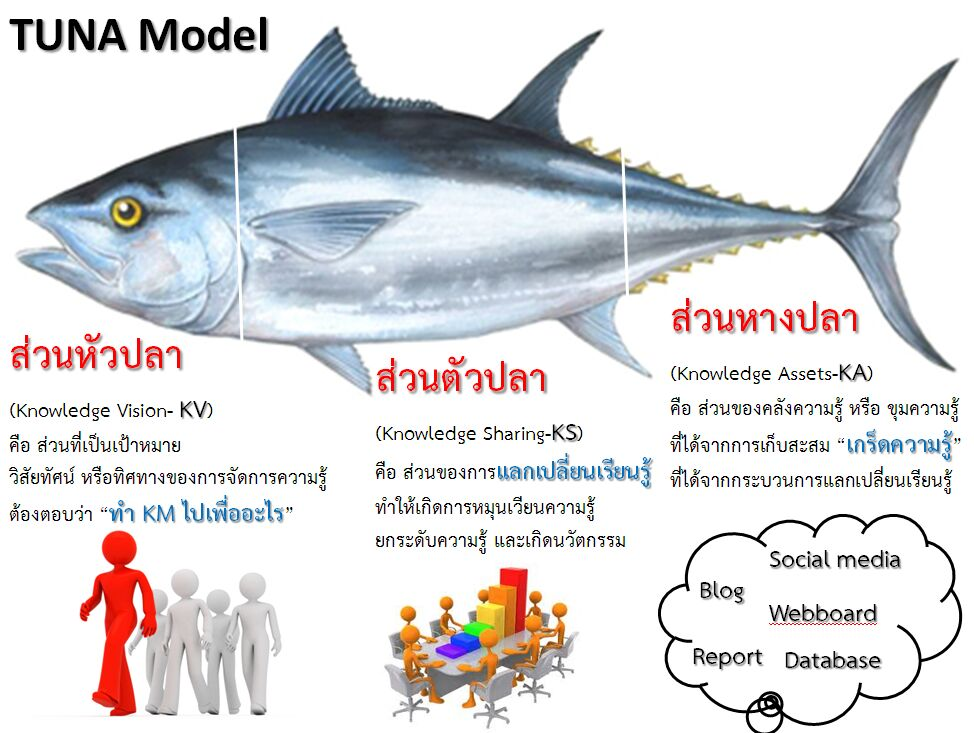 TUNA Model
ส่วนหัวปลา
(Knowledge Vision- KV)
คือ ส่วนที่เป็นเป้าหมาย
วิสัยทัศน์ หรือทิศทางของการจัดการความรู้
ต้องตอบว่า “ทำ KM ไปเพื่ออะไร”
ส่วนตัวปลา
(Knowledge Sharing-KS)
คือ ส่วนของการแลกเปลี่ยนเรียนรู้
ทำให้เกิดการหมุนเวียนความรู้
ยกระดับความรู้ และเกิดนวัตกรรม
ส่วนหางปลา
(Knowledge Assets-KA)
คือ ส่วนของคลังความรู้ หรือ ขุมความรู้
ที่ได้จากการเก็บสะสม “เกร็ดความรู้”
ที่ได้จากกระบวนการแลกเปลี่ยนเรียนรู้
Social media
Blog
Webboard
Report
Database